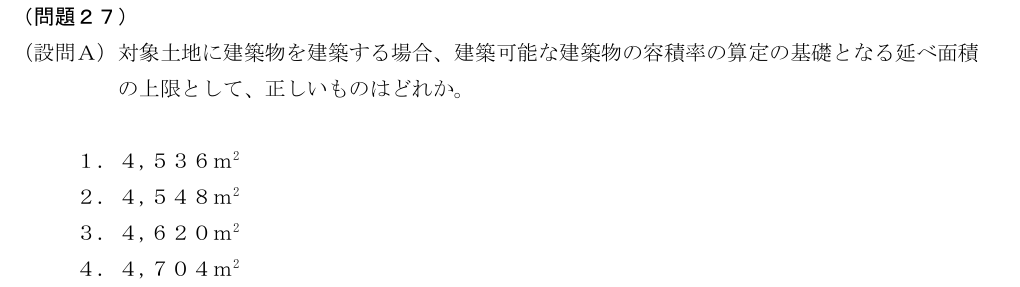 （問題２７）
（設問Ａ）対象土地に建築物を建築する場合、建築可能な建築物の容積率の算定の基礎となる延べ面積
の上限として、正しいものはどれか。
１．４,５３６m²
２．４,５４８m²
３．４,６２０m²
４．４,７０４m²